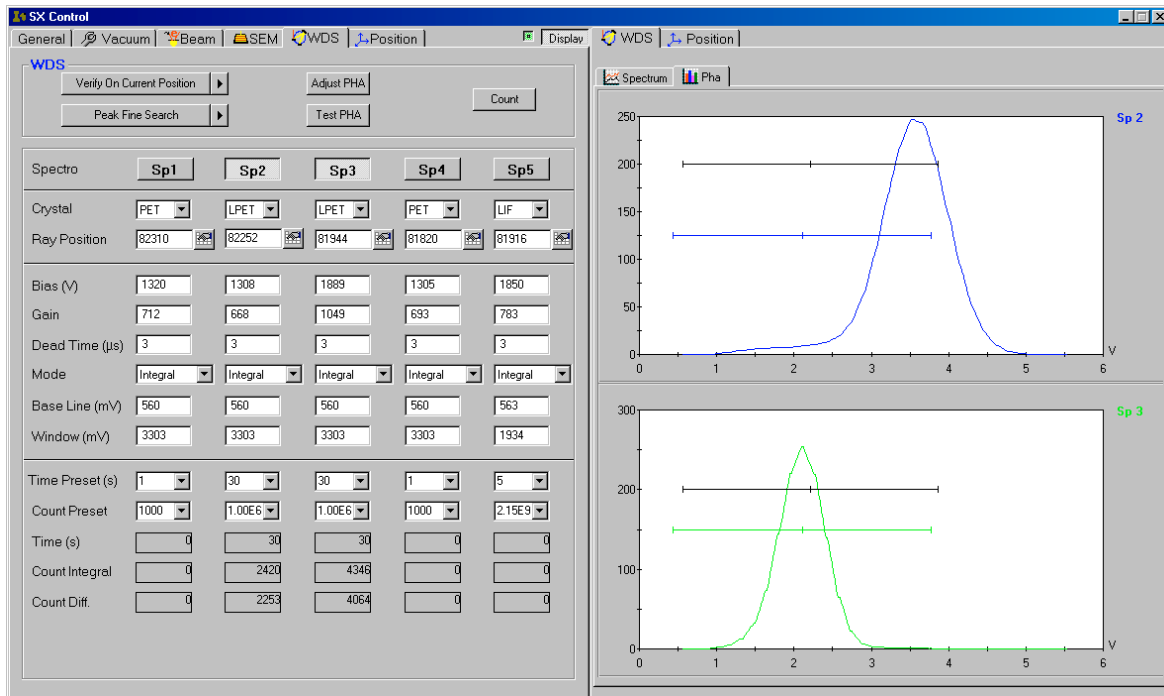 SX Control
General Vacuum Beam SEM WDS Position Display
WDS
Verify On Current Position Adjust PHA
Count
Peak Fine Search Test PHA
Spectro Sp1 Sp2 Sp3 Sp4 Sp5
Crystal PET LPET LPET PET LIF
Ray Position 82310 82252 81944 81820 81916
Bias (V) 1320 1308 1889 1305 1850
Gain 712 668 1049 693 783
Dead Time (µs) 3 3 3 3 3
Mode Integral Integral Integral Integral Integral
Base Line (mV) 560 560 560 560 563
Window (mV) 3303 3303 3303 3303 1934
Time Preset (s) 1 30 30 1 5
Count Preset 1000 1.00E6 1.00E6 1000 2.15E9
Time (s) 0 30 30 0 0
Count Integral 0 2420 4346 0 0
Count Diff. 0 2253 4064 0 0
WDS Position
Spectrum Pha
Sp 2
250
200
150
100
50
0
0 1 2 3 4 5 6 V
Sp 3
300
200
100
0
0 1 2 3 4 5 6 V